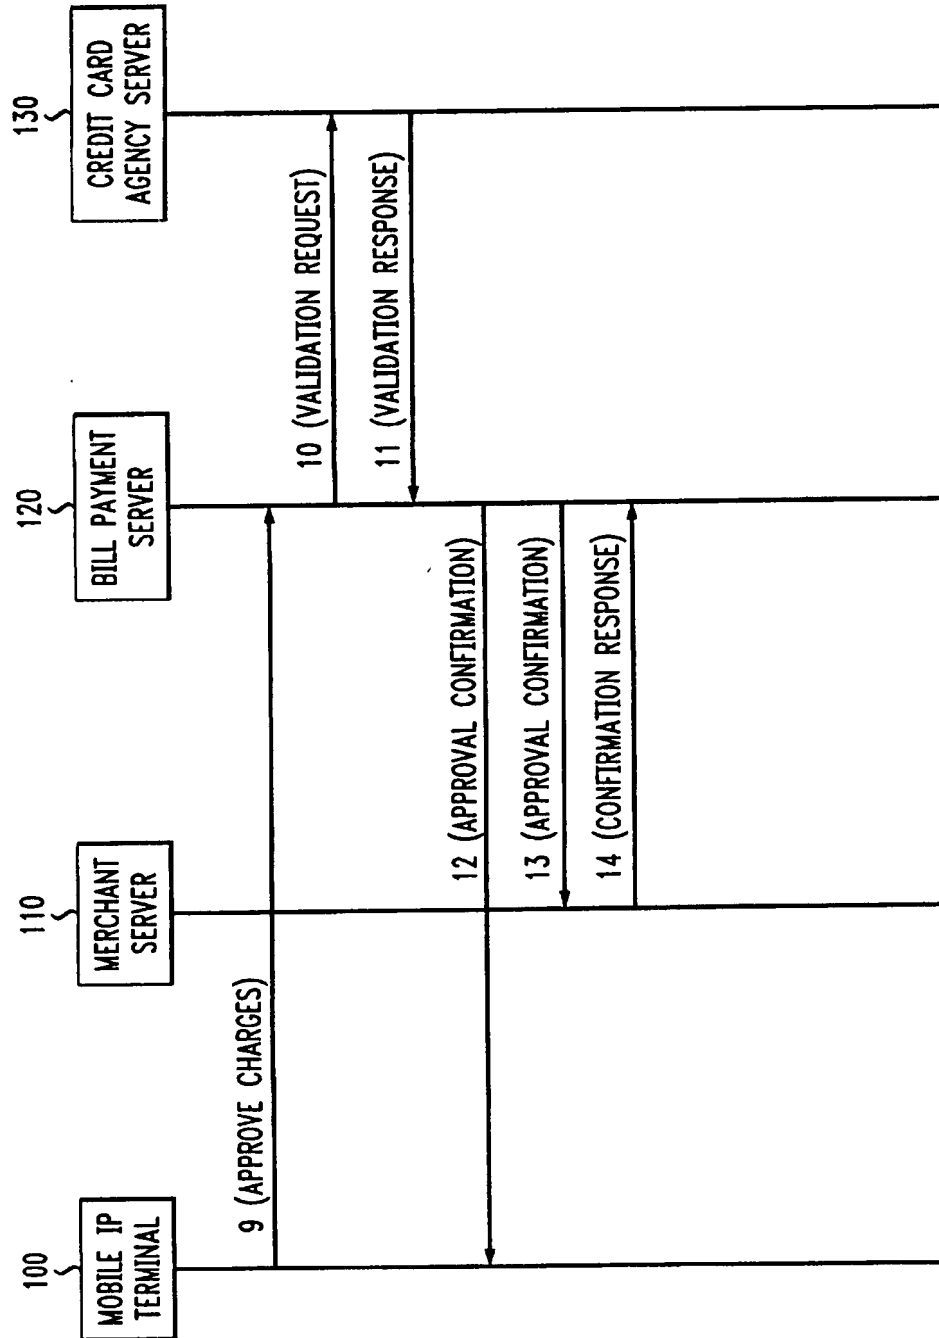 100
MOBILE IP
TERMINAL
110
MERCHANT
SERVER
120
BILL PAYMENT
SERVER
130
CREDIT CARD
AGENCY SERVER
9 (APPROVE CHARGES)
10 (VALIDATION REQUEST)
11 (VALIDATION RESPONSE)
12 (APPROVAL CONFIRMATION)
13 (APPROVAL CONFIRMATION)
14 (CONFIRMATION RESPONSE)